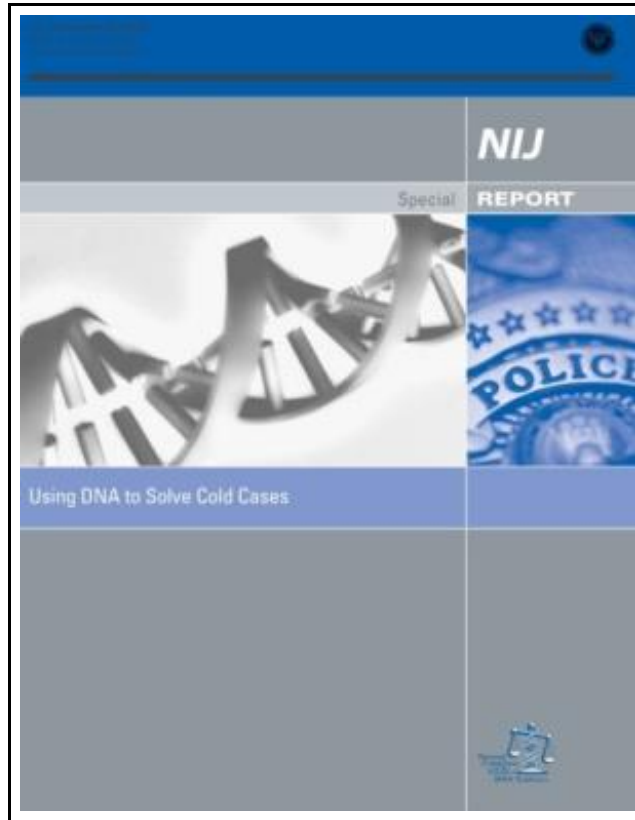 NIJ
Special REPORT
POLICE
Using DNA to Solve Cold Cases